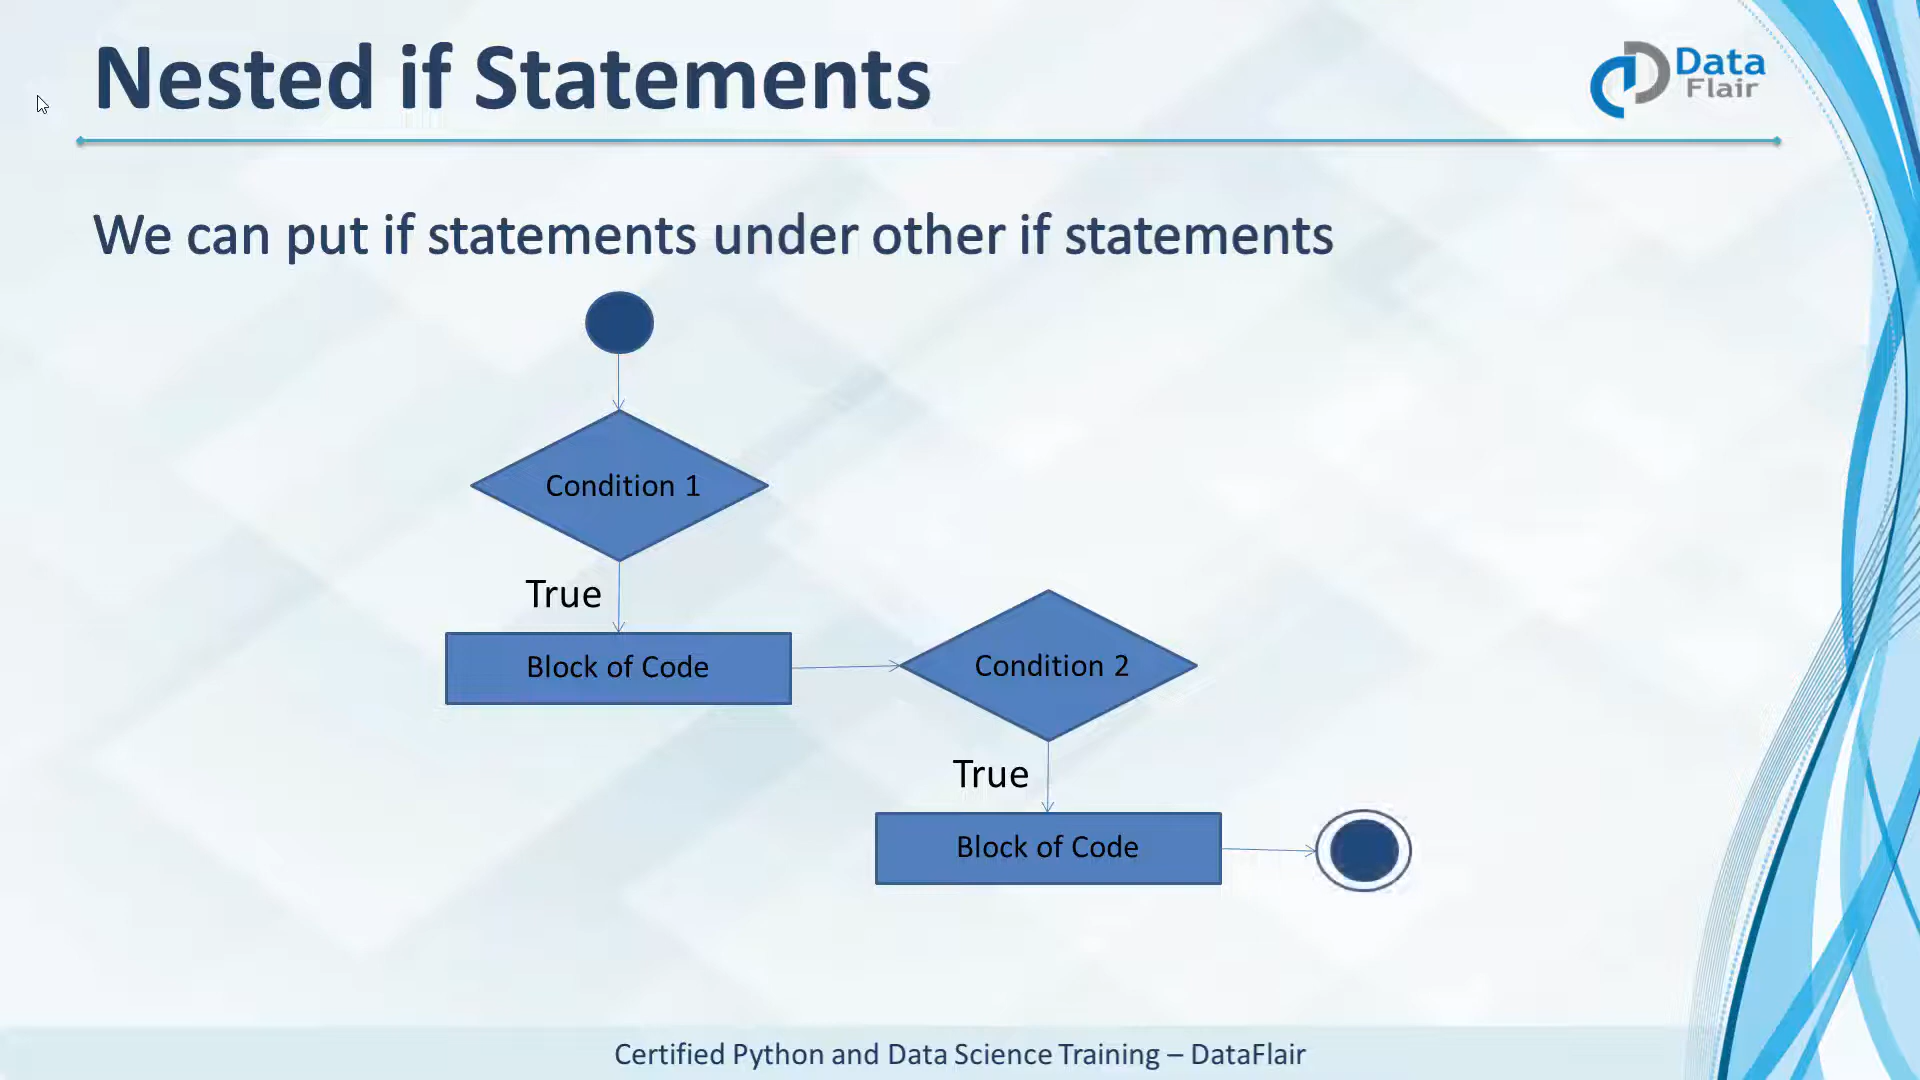 Nested if Statements
Data
Flair
We can put if statements under other if statements
Condition 1
True
Block of Code
Condition 2
True
Block of Code
Certified Python and Data Science Training – DataFlair